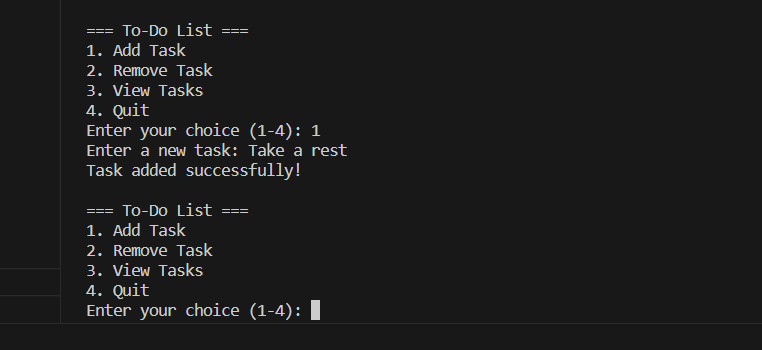 === To-Do List ===
1. Add Task
2. Remove Task
3. View Tasks
4. Quit
Enter your choice (1-4): 1
Enter a new task: Take a rest
Task added successfully!
=== To-Do List ===
1. Add Task
2. Remove Task
3. View Tasks
4. Quit
Enter your choice (1-4):